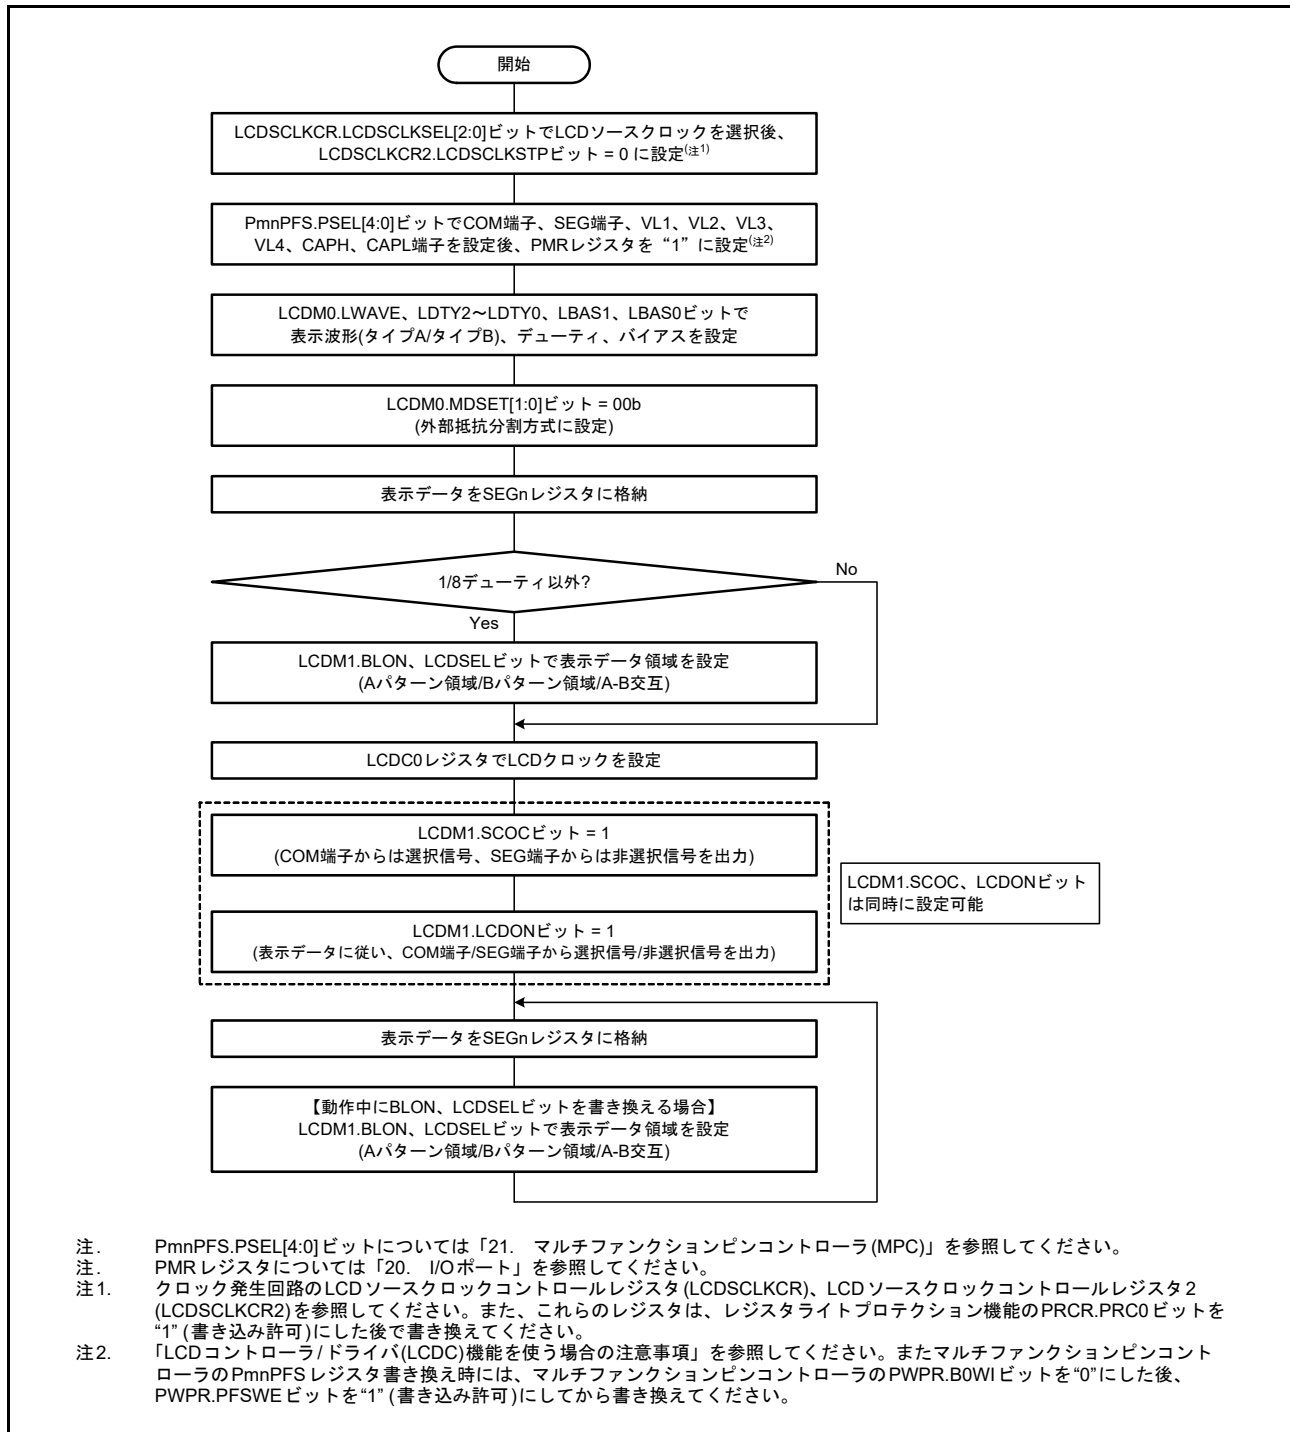 開始
LCDSCLKCR.LCDSCLKSEL[2:0]ビットでLCDソースクロックを選択後、
LCDSCLKCR2.LCDSCLKSTPビット = 0 に設定(注1)
PmnPFS.PSEL[4:0]ビットでCOM端子、SEG端子、VL1、VL2、VL3、
VL4、CAPH、CAPL端子を設定後、PMRレジスタを“1”に設定(注2)
LCDM0.LWAVE、LDTY2～LDTY0、LBAS1、LBAS0ビットで
表示波形(タイプA/タイプB)、デューティ、バイアスを設定
LCDM0.MDSET[1:0]ビット = 00b
(外部抵抗分割方式に設定)
表示データをSEGnレジスタに格納
1/8デューティ以外?
No
Yes
LCDM1.BLON、LCDSELビットで表示データ領域を設定
(Aパターン領域/Bパターン領域/A-B交互)
LCDC0レジスタでLCDクロックを設定
LCDM1.SCOCビット = 1
(COM端子からは選択信号、SEG端子からは非選択信号を出力)
LCDM1.SCOC、LCDONビット
は同時に設定可能
LCDM1.LCDONビット = 1
(表示データに従い、COM端子/SEG端子から選択信号/非選択信号を出力)
表示データをSEGnレジスタに格納
【動作中にBLON、LCDSELビットを書き換える場合】
LCDM1.BLON、LCDSELビットで表示データ領域を設定
(Aパターン領域/Bパターン領域/A-B交互)
注. PmnPFS.PSEL[4:0]ビットについては「21. マルチファンクションピンコントローラ(MPC)」を参照してください。
注. PMRレジスタについては「20. I/Oポート」を参照してください。
注1. クロック発生回路のLCDソースクロックコントロールレジスタ(LCDSCLKCR)、LCDソースクロックコントロールレジスタ2
(LCDSCLKCR2)を参照してください。また、これらのレジスタは、レジスタライトプロテクション機能のPRCR.PRC0ビットを
“1” (書き込み許可)にした後で書き換えてください。
注2. 「LCDコントローラ/ドライバ(LCDC)機能を使う場合の注意事項」を参照してください。またマルチファンクションピンコント
ローラのPmnPFSレジスタ書き換え時には、マルチファンクションピンコントローラのPWPR.B0WIビットを“0”にした後、
PWPR.PFSWEビットを“1” (書き込み許可)にしてから書き換えてください。